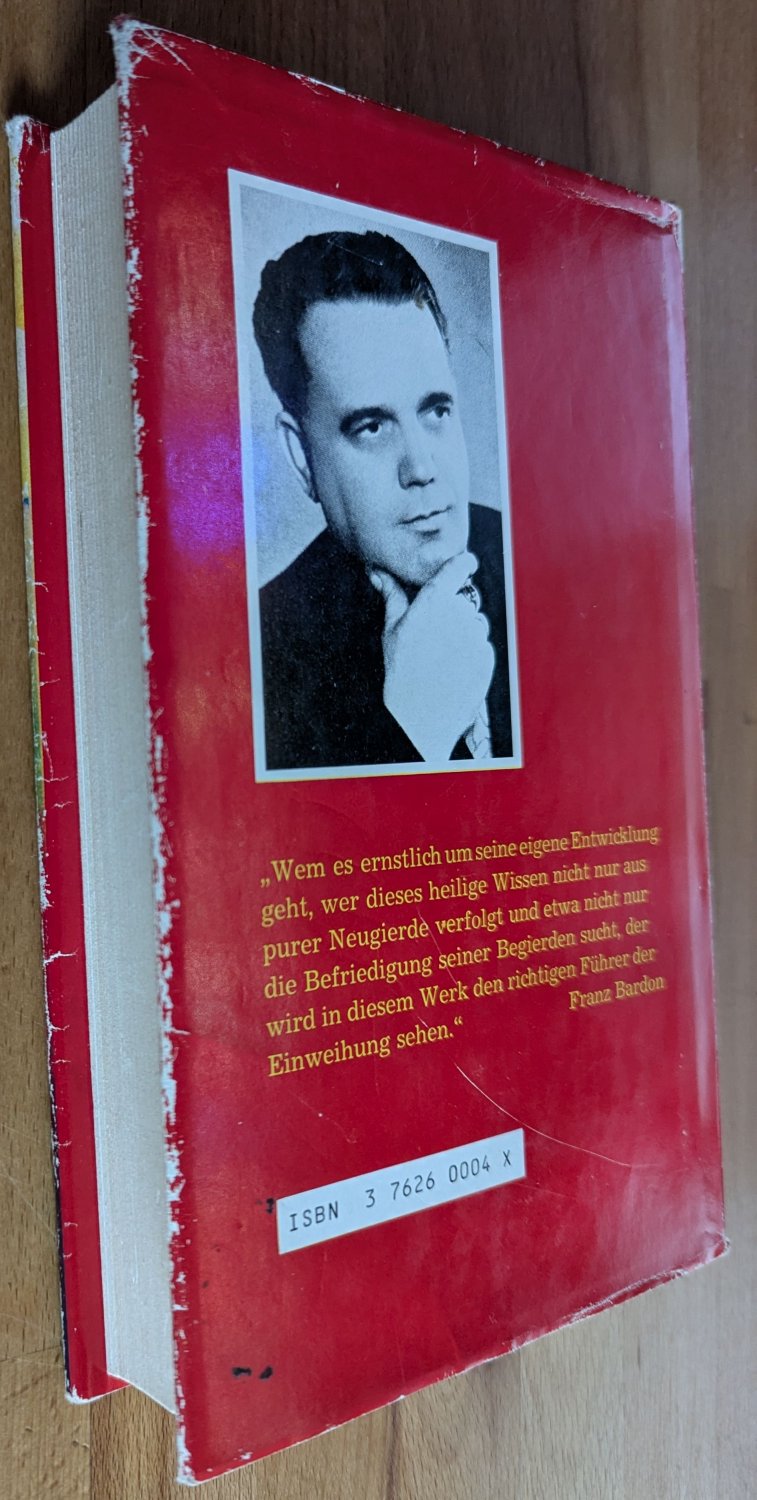 „Wem es ernstlich um seine eigene Entwicklung
geht, wer dieses heilige Wissen nicht nur aus
purer Neugierde verfolgt und etwa nicht nur
die Befriedigung seiner Begierden sucht, der
wird in diesem Werk den richtigen Führer der
Einweihung sehen.“
Franz Bardon
ISBN 3 7626 0004 X